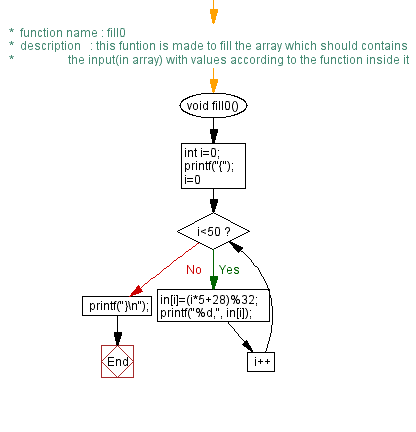 * function name : fill0
* description : this funtion is made to fill the array which should contains
* the input(in array) with values according to the function inside it
void fill0()
int i=0;
printf("{");
i=0
i<50 ?
No
Yes
printf("}\n");
in[i]=(i*5+28)%32;
printf("%d,", in[i]);
End
i++